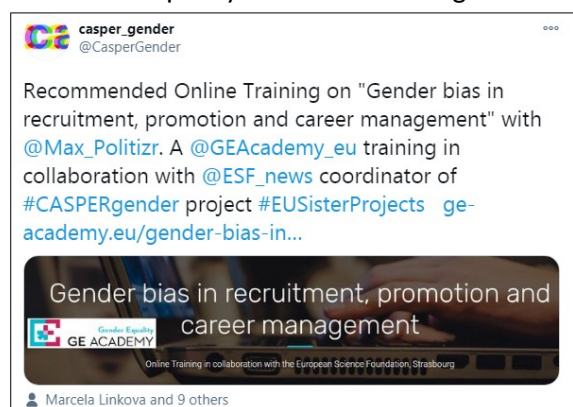 casper_gender
@CasperGender
Recommended Online Training on "Gender bias in
recruitment, promotion and career management" with
@Max_Politizr. A @GEAcademy_eu training in
collaboration with @ESF_news coordinator of
#CASPERgender project #EUSisterProjects ge-
academy.eu/gender-bias-in...
Gender bias in recruitment, promotion and
career management
Gender Equality
GE ACADEMY
Online Training in collaboration with the European Science Foundation, Strasbourg
Marcela Linkova and 9 others